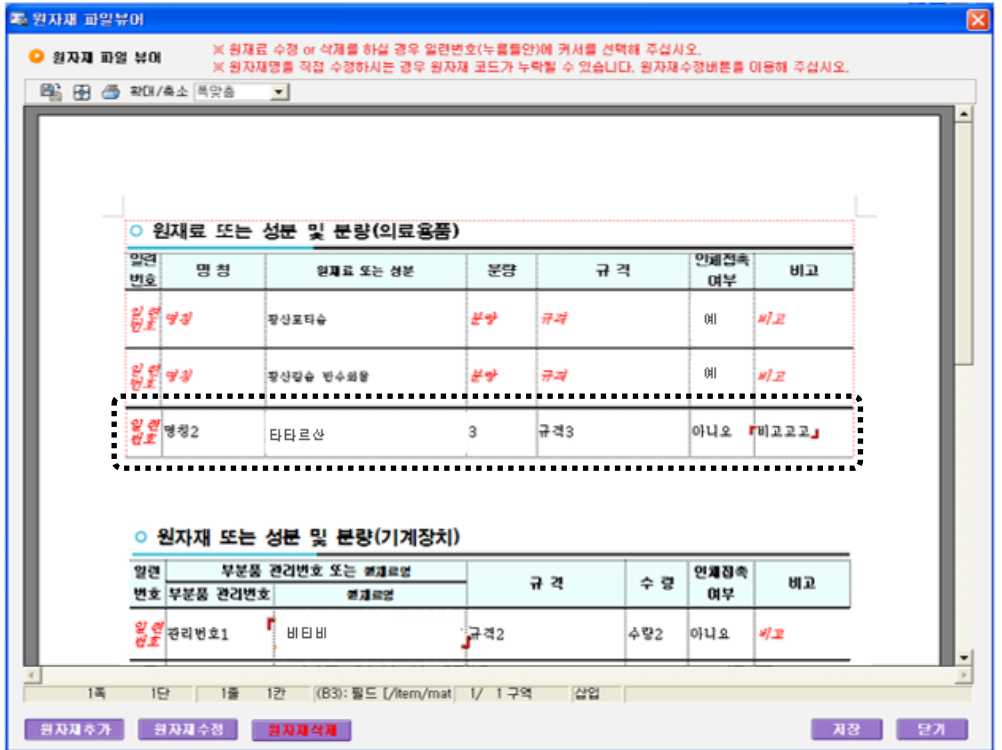 원자재 파일뷰어
원자재 파일 뷰어
※ 원재료 수정 or 삭제를 하실 경우 일련번호(누름틀안)에 커서를 선택해 주십시오.
※ 원자재명을 직접 수정하시는 경우 원자재 코드가 누락될 수 있습니다. 원자재수정버튼을 이용해 주십시오.
확대/축소 폭맞춤
원재료 또는 성분 및 분량(의료용품)
일련번호 명 칭 원재료 또는 성분 분량 규 격 인체접촉여부 비고
일련번호 명칭 황산포타슘 분량 규격 예 비고
일련번호 명칭 황산칼슘 반수화물 분량 규격 예 비고
일련번호 명칭2 타타르산 3 규격3 아니오 『비고고고』
원자재 또는 성분 및 분량(기계장치)
일련번호 부분품 관리번호 또는 원재료명 규 격 수 량 인체접촉여부 비고
부분품 관리번호 원재료명
일련번호 관리번호1 『 비티비 』 규격2 수량2 아니오 비고
1쪽 1단 1줄 1칸 (B3): 필드 [/Item/mat 1/ 1 구역 삽입
원자재추가 원자재수정 원자재삭제 저장 닫기